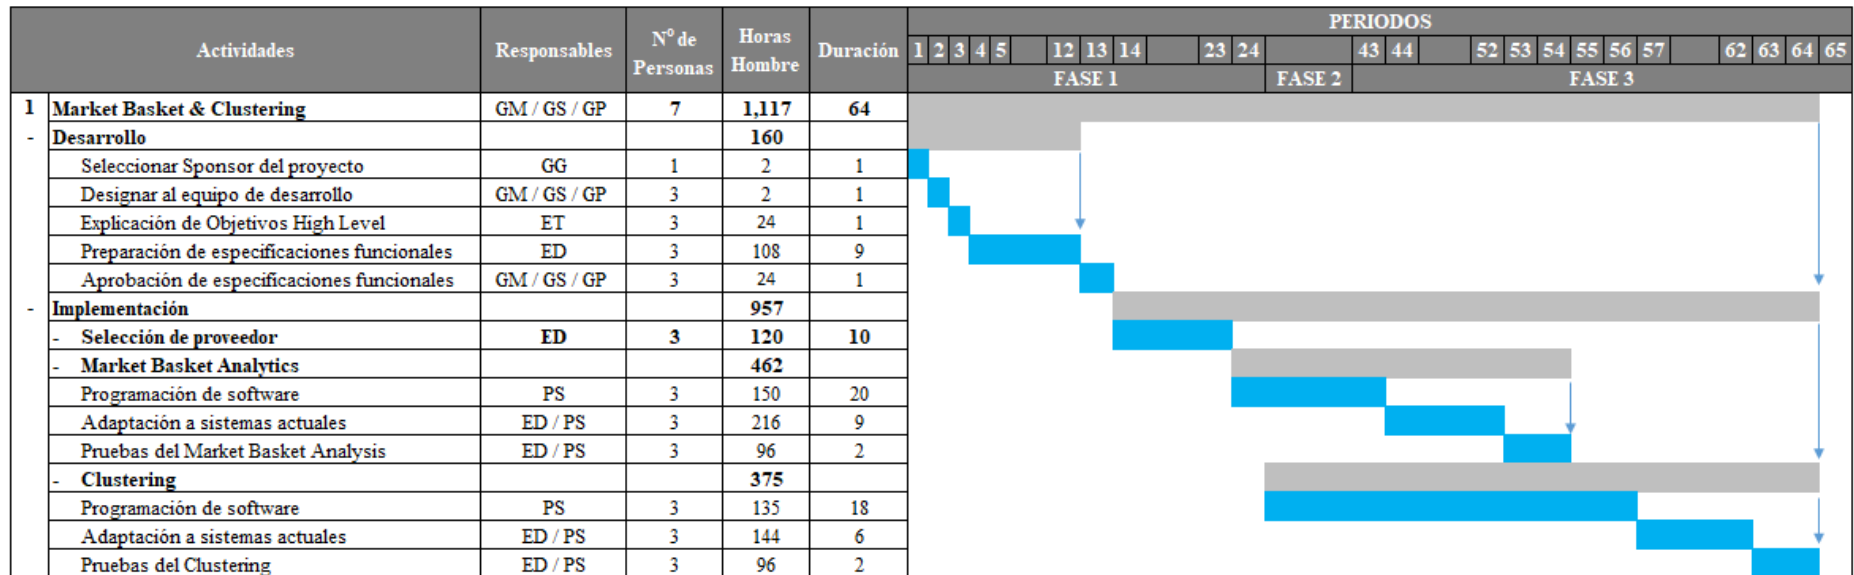 Actividades Responsables Nº de Personas Horas Hombre Duración PERIODOS
1 2 3 4 5 12 13 14 23 24 43 44 52 53 54 55 56 57 62 63 64 65
FASE 1 FASE 2 FASE 3
1 Market Basket & Clustering GM / GS / GP 7 1,117 64
- Desarrollo 160
Seleccionar Sponsor del proyecto GG 1 2 1
Designar al equipo de desarrollo GM / GS / GP 3 2 1
Explicación de Objetivos High Level ET 3 24 1
Preparación de especificaciones funcionales ED 3 108 9
Aprobación de especificaciones funcionales GM / GS / GP 3 24 1
- Implementación 957
- Selección de proveedor ED 3 120 10
- Market Basket Analytics 462
Programación de software PS 3 150 20
Adaptación a sistemas actuales ED / PS 3 216 9
Pruebas del Market Basket Analysis ED / PS 3 96 2
- Clustering 375
Programación de software PS 3 135 18
Adaptación a sistemas actuales ED / PS 3 144 6
Pruebas del Clustering ED / PS 3 96 2